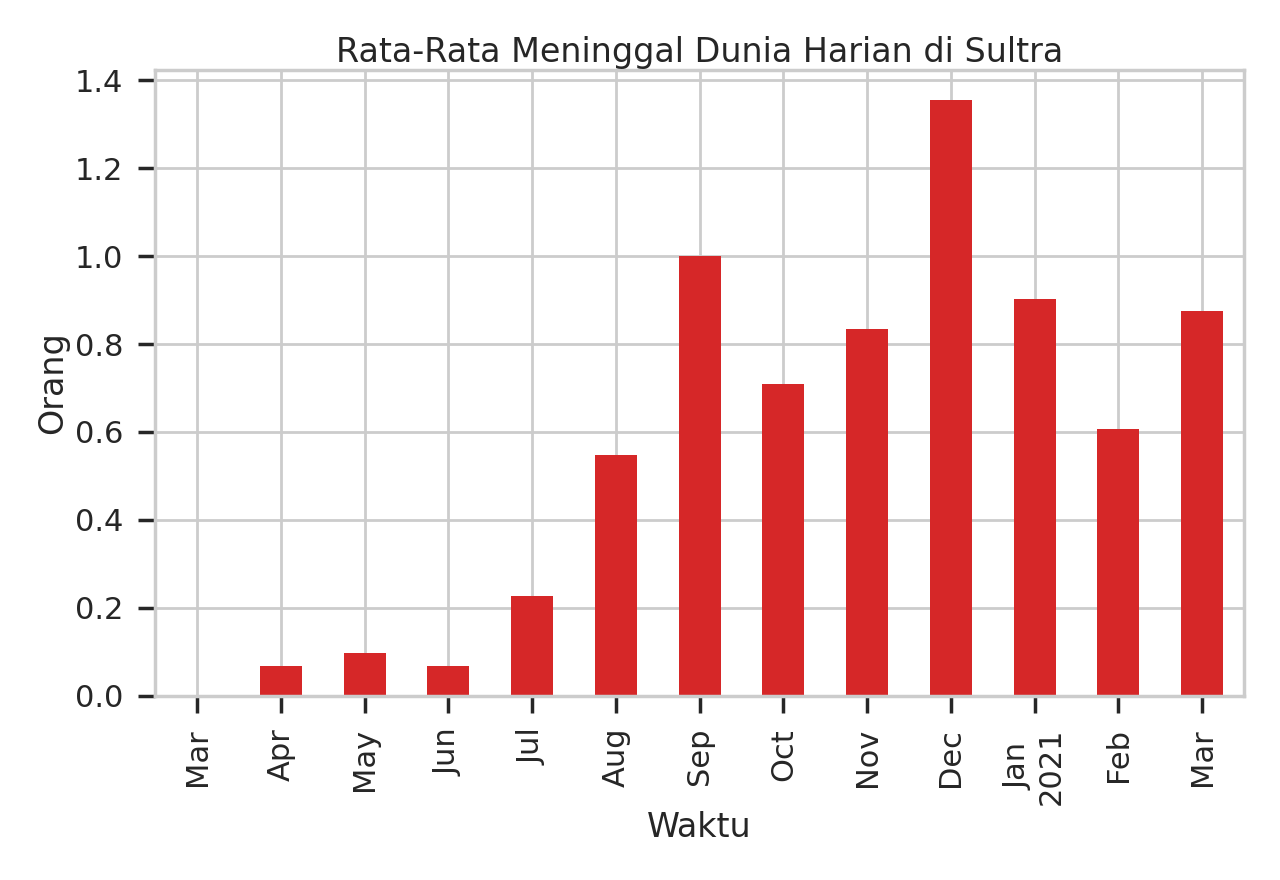 Rata-Rata Meninggal Dunia Harian di Sultra
1.4
1.2
1.0
0.8
0.6
0.4
0.2
0.0
Orang
Mar
Apr
May
Jun
Jul
Aug
Sep
Oct
Nov
Dec
Jan
2021
Feb
Mar
Waktu